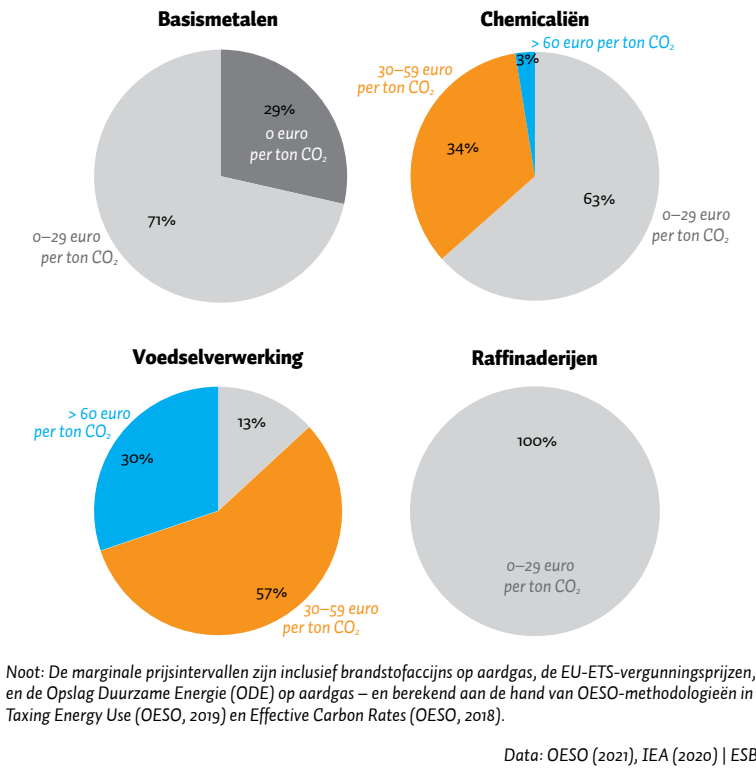 Basismetalen
29%
0 euro
per ton CO₂
71%
0–29 euro
per ton CO₂
Chemicaliën
> 60 euro per ton CO₂
3%
30–59 euro
per ton CO₂
34%
63%
0–29 euro
per ton CO₂
Voedselverwerking
> 60 euro
per ton CO₂
13%
30%
57%
30–59 euro
per ton CO₂
Raffinaderijen
100%
0–29 euro
per ton CO₂
Noot: De marginale prijsintervallen zijn inclusief brandstofaccijns op aardgas, de EU-ETS-vergunningsprijzen,
en de Opslag Duurzame Energie (ODE) op aardgas – en berekend aan de hand van OESO-methodologieën in
Taxing Energy Use (OESO, 2019) en Effective Carbon Rates (OESO, 2018).
Data: OESO (2021), IEA (2020) | ESB